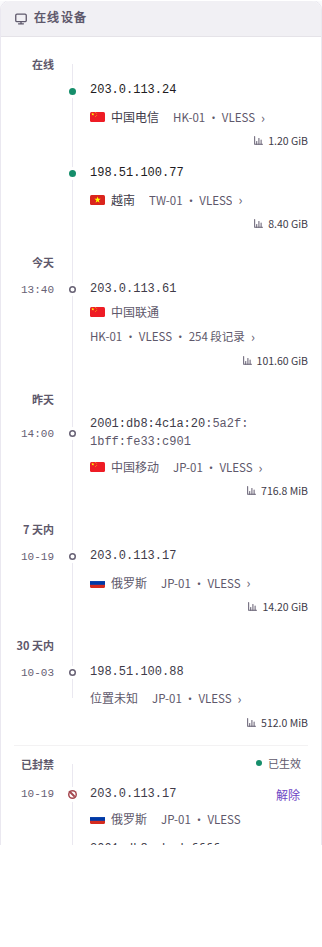 在线设备
在线
203.0.113.24
中国电信 HK-01 • VLESS ›
1.20 GiB
198.51.100.77
越南 TW-01 • VLESS ›
8.40 GiB
今天
13:40 203.0.113.61
中国联通
HK-01 • VLESS • 254 段记录 ›
101.60 GiB
昨天
14:00 2001:db8:4c1a:20:5a2f:
1bff:fe33:c901
中国移动 JP-01 • VLESS ›
716.8 MiB
7 天内
10-19 203.0.113.17
俄罗斯 JP-01 • VLESS ›
14.20 GiB
30 天内
10-03 198.51.100.88
位置未知 JP-01 • VLESS ›
512.0 MiB
已封禁 已生效
10-19 203.0.113.17 解除
俄罗斯 JP-01 • VLESS